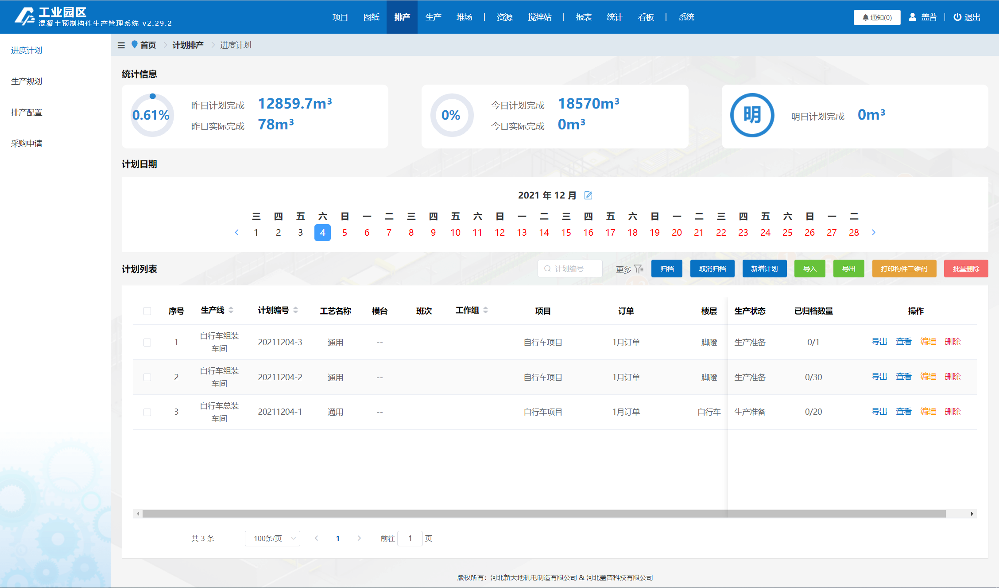 工业园区
混凝土预制构件生产管理系统 v2.29.2
项目 图纸 排产 生产 堆场 | 资源 搅拌站 | 报表 统计 看板 | 系统
通知(0) 盖普 | 退出
进度计划
生产规划
排产配置
采购申请
首页 > 计划排产 > 进度计划
统计信息
0.61%
昨日计划完成 12859.7m³
昨日实际完成 78m³
0%
今日计划完成 18570m³
今日实际完成 0m³
明
明日计划完成 0m³
计划日期
2021 年 12 月
三 四 五 六 日 一 二 三 四 五 六 日 一 二 三 四 五 六 日 一 二 三 四 五 六 日 一 二
1 2 3 4 5 6 7 8 9 10 11 12 13 14 15 16 17 18 19 20 21 22 23 24 25 26 27 28
计划列表
计划编号 更多 归档 取消归档 新增计划 导入 导出 打印构件二维码 批量删除
序号 生产线 计划编号 工艺名称 模台 班次 工作组 项目 订单 楼层 生产状态 已归档数量 操作
1 自行车组装车间 20211204-3 通用 -- 自行车项目 1月订单 脚蹬 生产准备 0/1 导出 查看 编辑 删除
2 自行车组装车间 20211204-2 通用 -- 自行车项目 1月订单 脚蹬 生产准备 0/30 导出 查看 编辑 删除
3 自行车总装车间 20211204-1 通用 -- 自行车项目 1月订单 自行车 生产准备 0/20 导出 查看 编辑 删除
共 3 条 100条/页 1 前往 1 页
版权所有：河北新大地机电制造有限公司 & 河北盖普科技有限公司